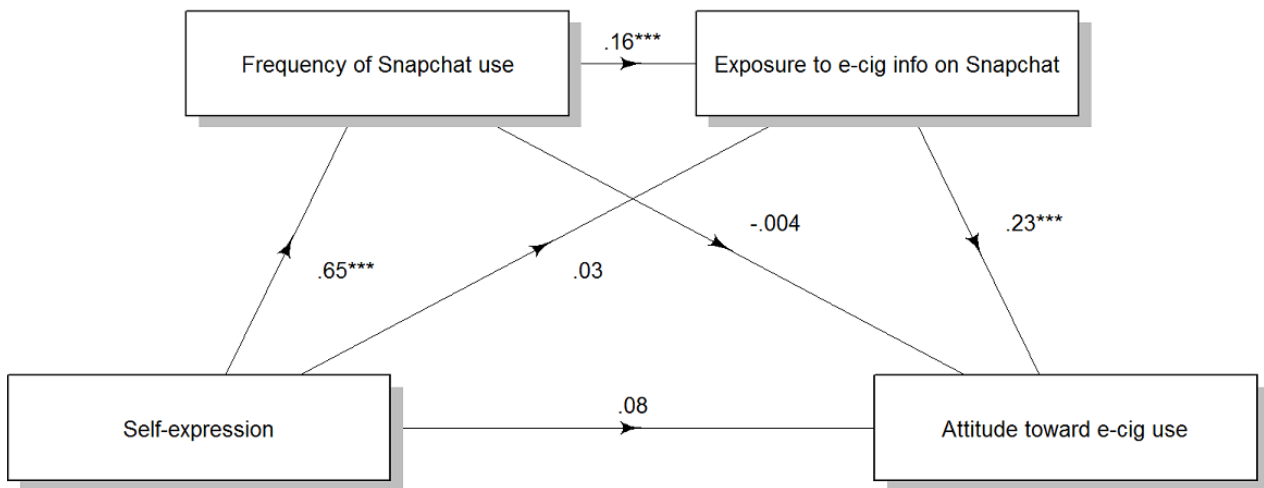 .16***
Frequency of Snapchat use
Exposure to e-cig info on Snapchat
-.004
.23***
.65***
.03
.08
Self-expression
Attitude toward e-cig use